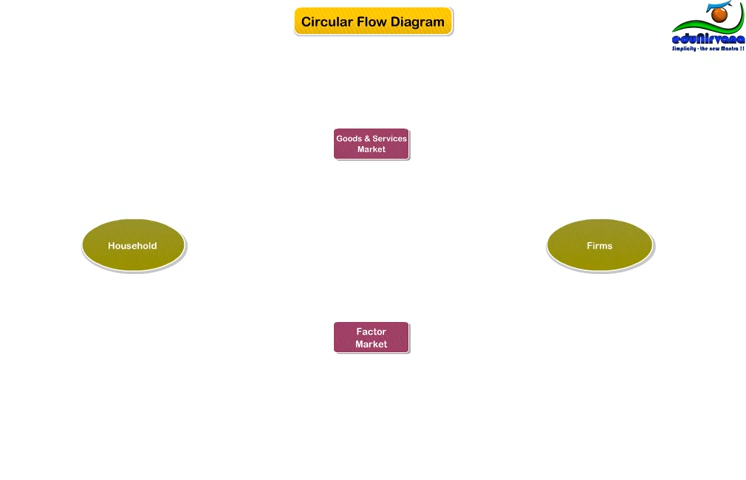 Circular Flow Diagram
eduNirvana
Simplicity - the new Mantra !!
Goods & Services
Market
Household
Firms
Factor
Market